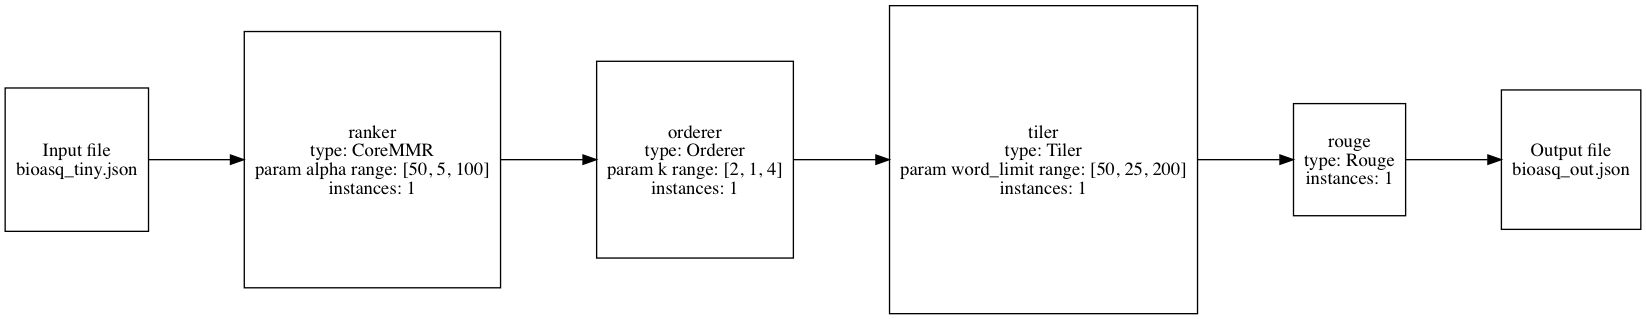 Input file
bioasq_tiny.json
ranker
type: CoreMMR
param alpha range: [50, 5, 100]
instances: 1
orderer
type: Orderer
param k range: [2, 1, 4]
instances: 1
tiler
type: Tiler
param word_limit range: [50, 25, 200]
instances: 1
rouge
type: Rouge
instances: 1
Output file
bioasq_out.json